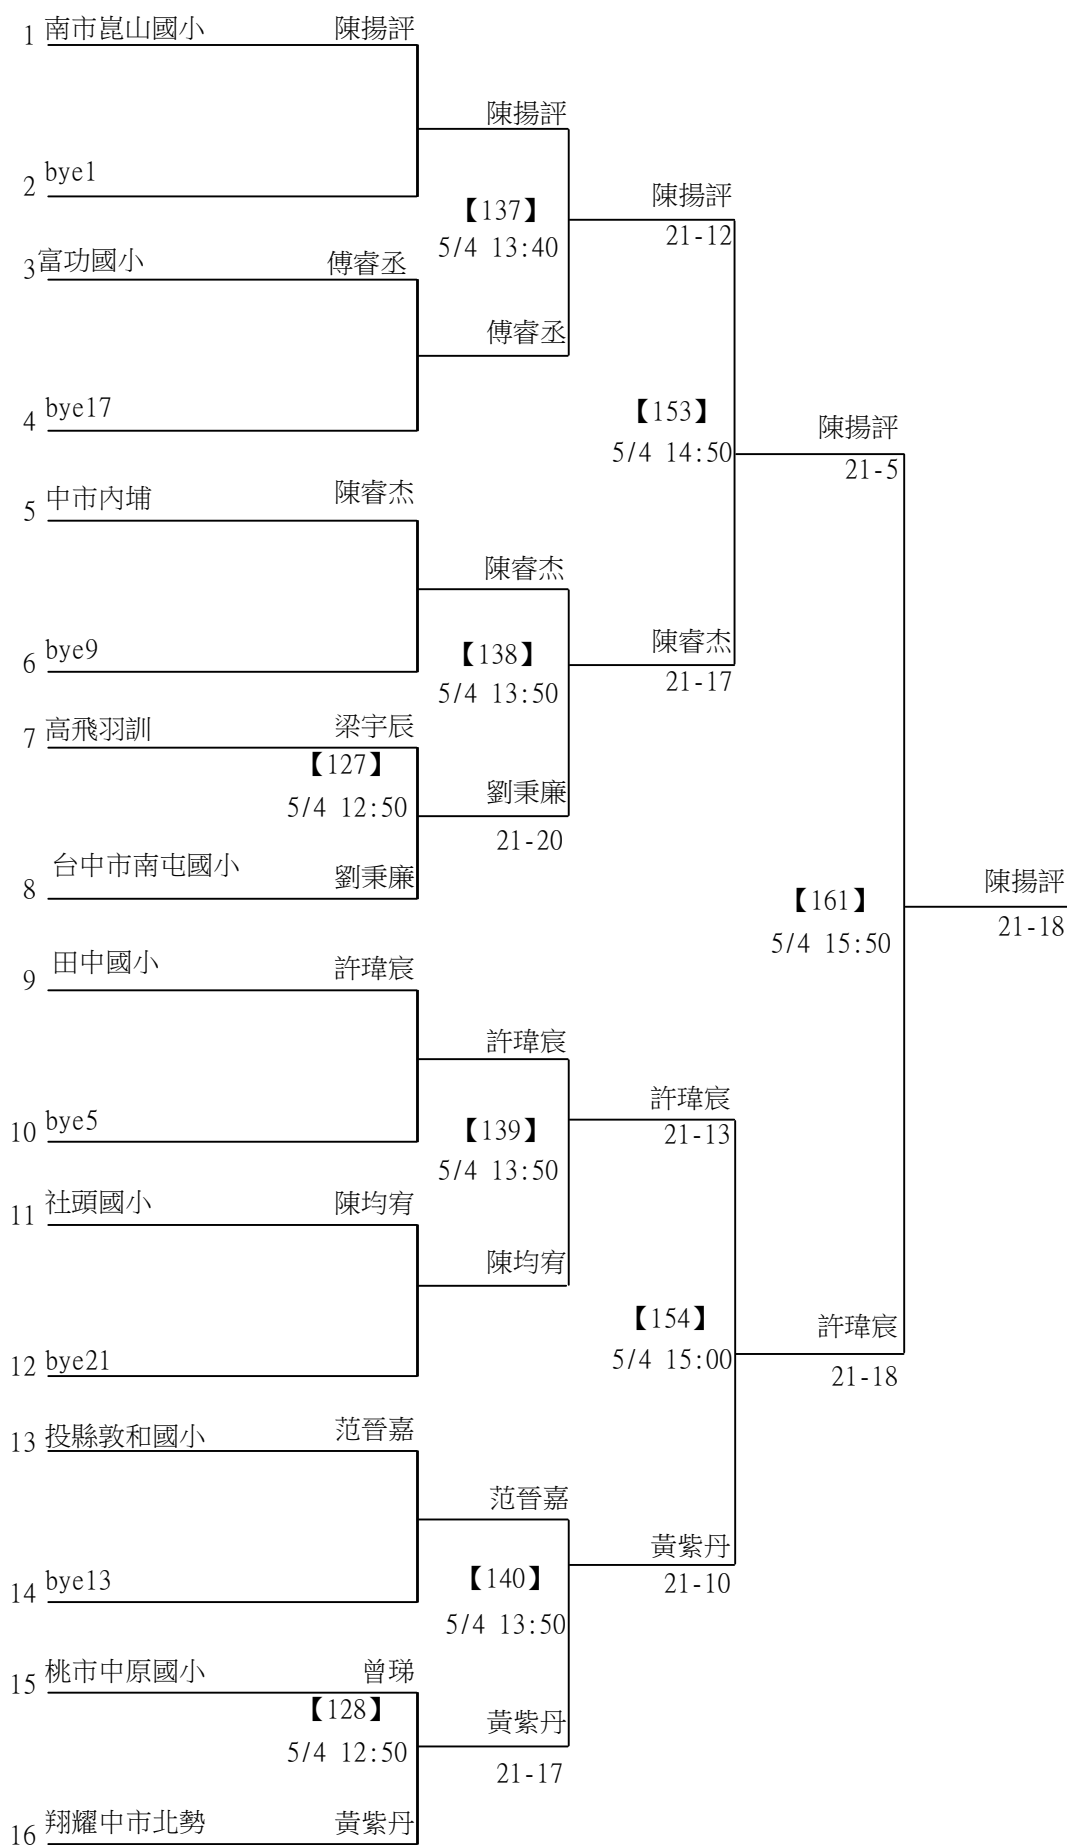 1 南市崑山國小 陳揚評
陳揚評
2 bye1
陳揚評
【137】
21-12
5/4 13:40
3 富功國小 傅睿丞
傅睿丞
4 bye17
【153】
陳揚評
5/4 14:50
21-5
5 中市內埔 陳睿杰
陳睿杰
6 bye9
【138】
陳睿杰
5/4 13:50
21-17
7 高飛羽訓 梁宇辰
【127】
5/4 12:50
劉秉廉
21-20
8 台中市南屯國小 劉秉廉
陳揚評
【161】
21-18
5/4 15:50
9 田中國小 許瑋宸
許瑋宸
許瑋宸
10 bye5
【139】
21-13
5/4 13:50
11 社頭國小 陳均宥
陳均宥
【154】
許瑋宸
5/4 15:00
12 bye21
21-18
13 投縣敦和國小 范晉嘉
范晉嘉
黃紫丹
14 bye13
【140】
21-10
5/4 13:50
15 桃市中原國小 曾珶
【128】
黃紫丹
5/4 12:50
21-17
16 翔耀中市北勢 黃紫丹